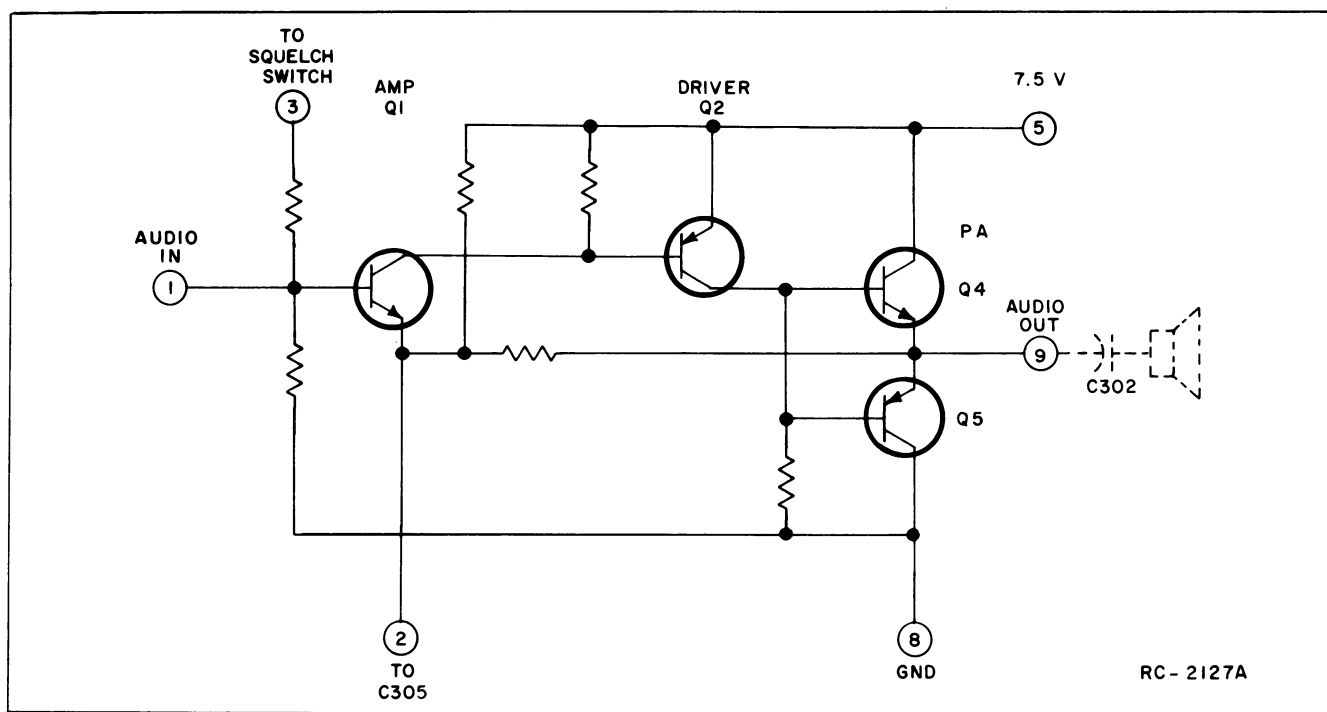 TO
SQUELCH
SWITCH
3
AMP
Q1
DRIVER
Q2
7.5 V
5
AUDIO
IN
1
PA
Q4
AUDIO
OUT
9
C302
Q5
2
TO
C305
8
GND
RC-2127A